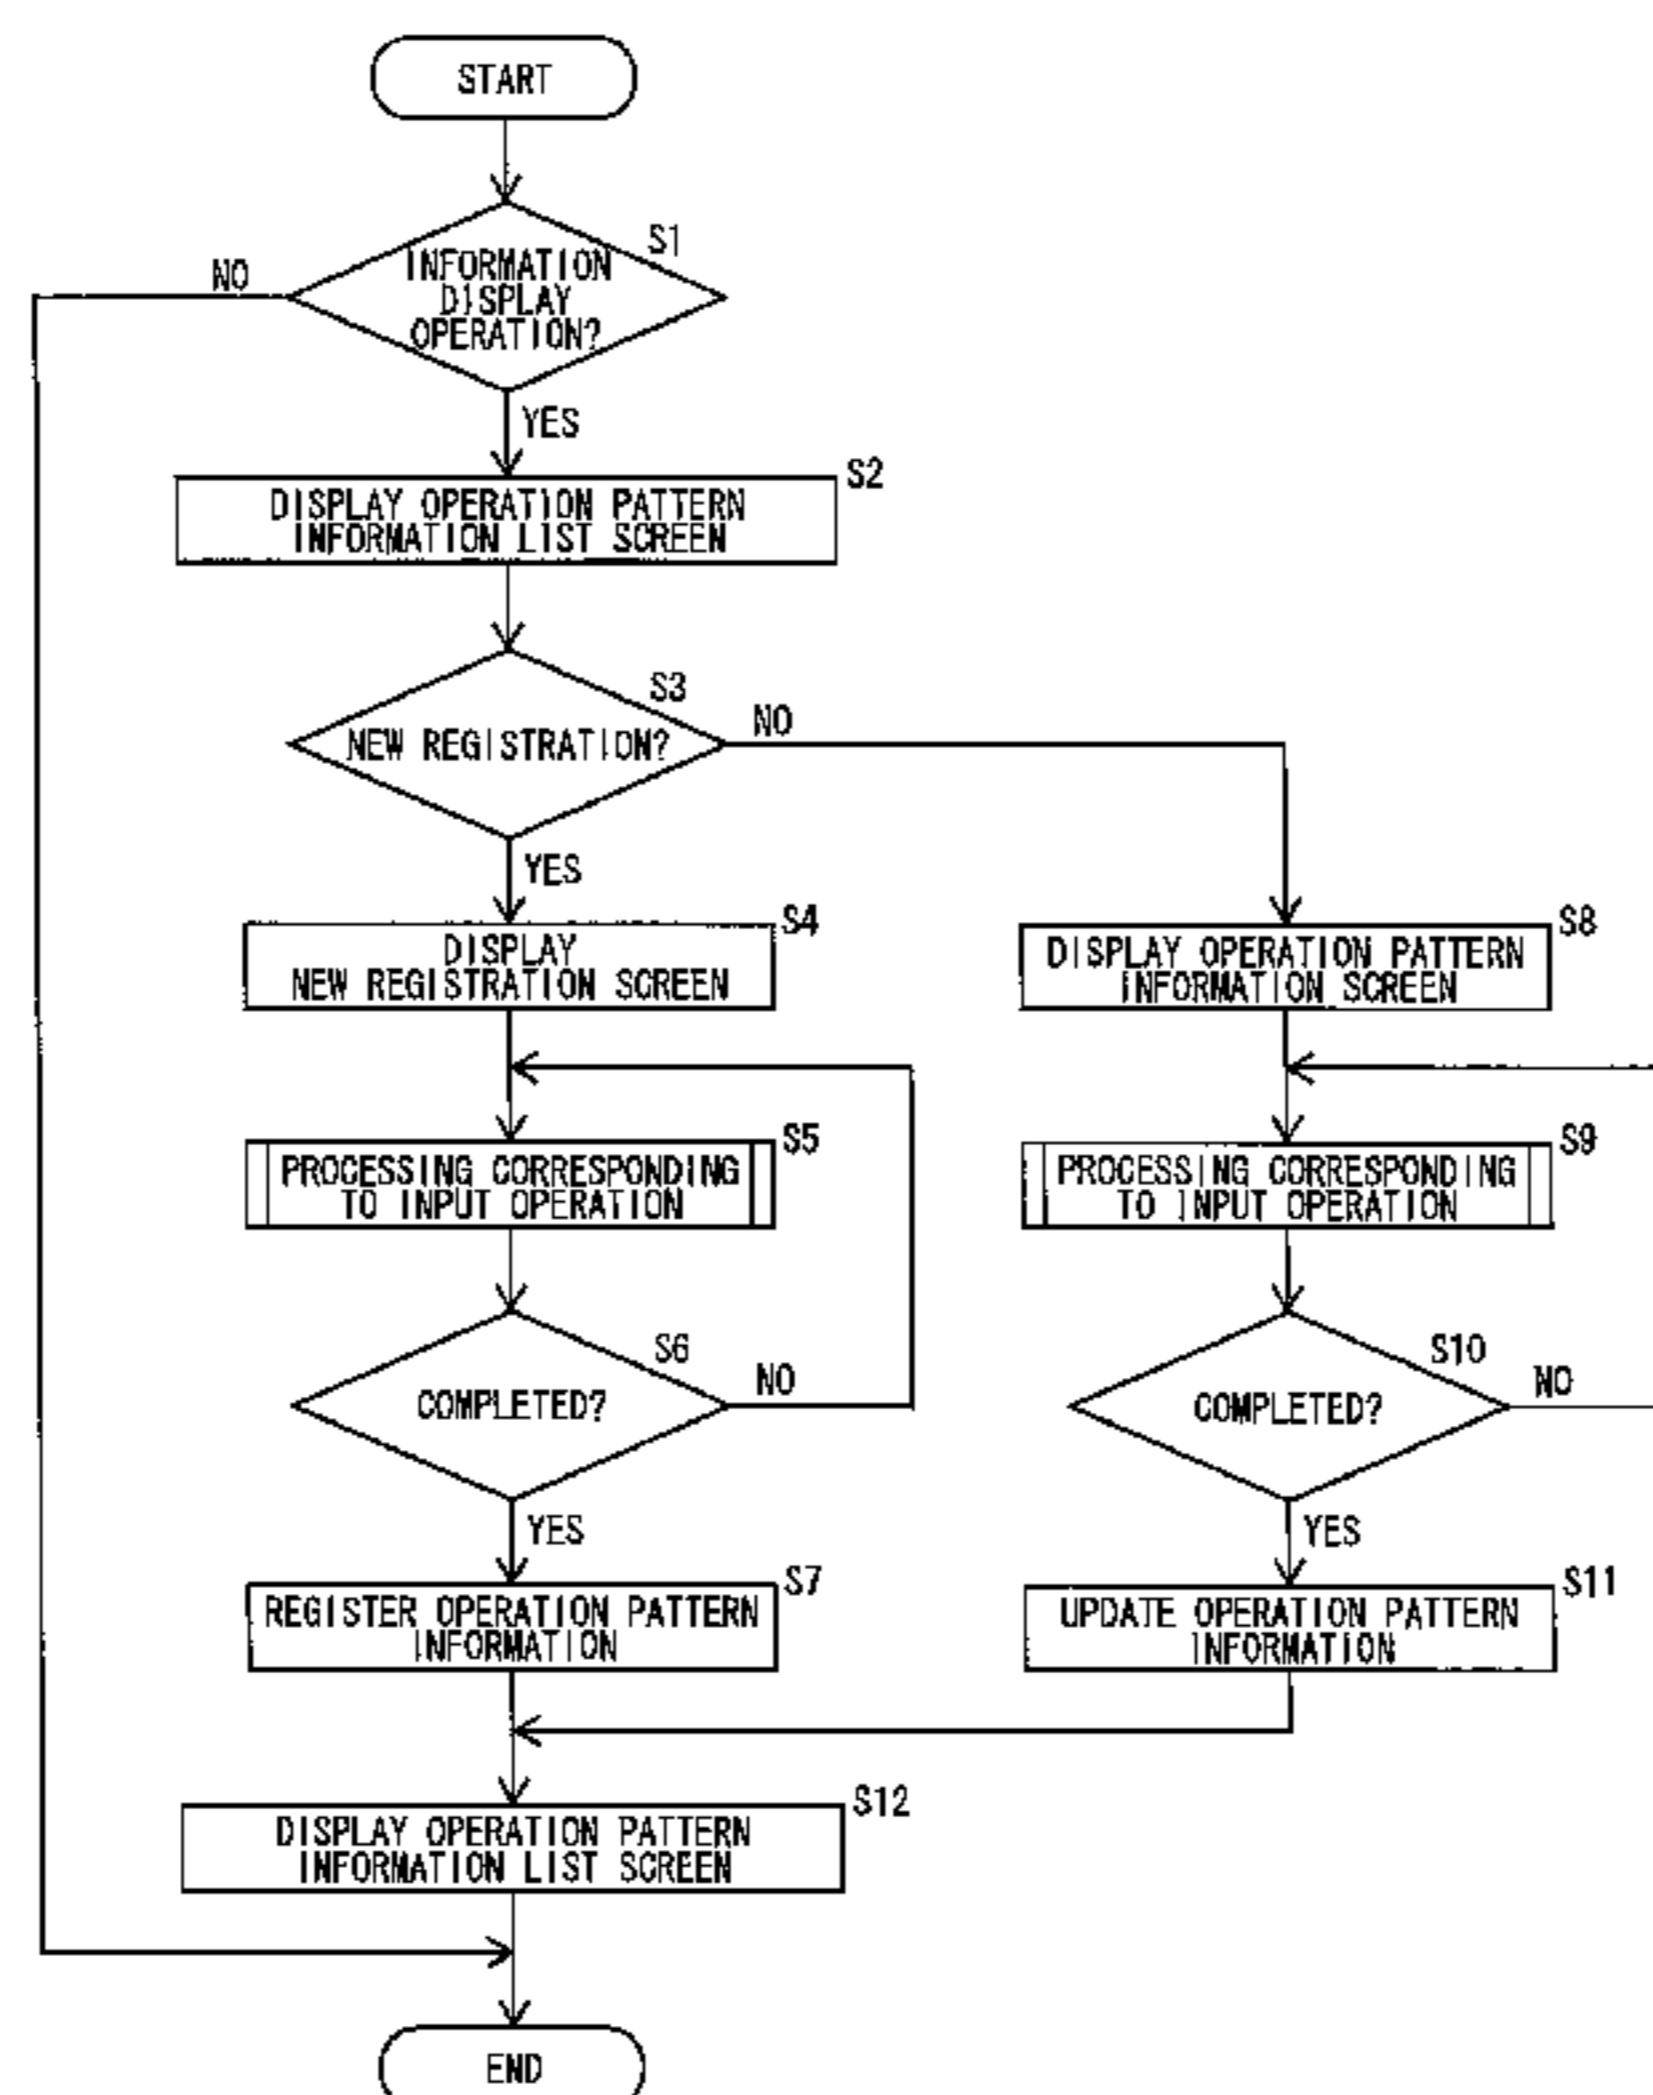 START
S1
INFORMATION
DISPLAY
OPERATION?
NO
YES
S2
DISPLAY OPERATION PATTERN
INFORMATION LIST SCREEN
S3
NEW REGISTRATION?
NO
YES
S4
DISPLAY
NEW REGISTRATION SCREEN
S8
DISPLAY OPERATION PATTERN
INFORMATION SCREEN
S5
PROCESSING CORRESPONDING
TO INPUT OPERATION
S9
PROCESSING CORRESPONDING
TO INPUT OPERATION
S6
COMPLETED?
NO
YES
S10
COMPLETED?
NO
YES
S7
REGISTER OPERATION PATTERN
INFORMATION
S11
UPDATE OPERATION PATTERN
INFORMATION
S12
DISPLAY OPERATION PATTERN
INFORMATION LIST SCREEN
END